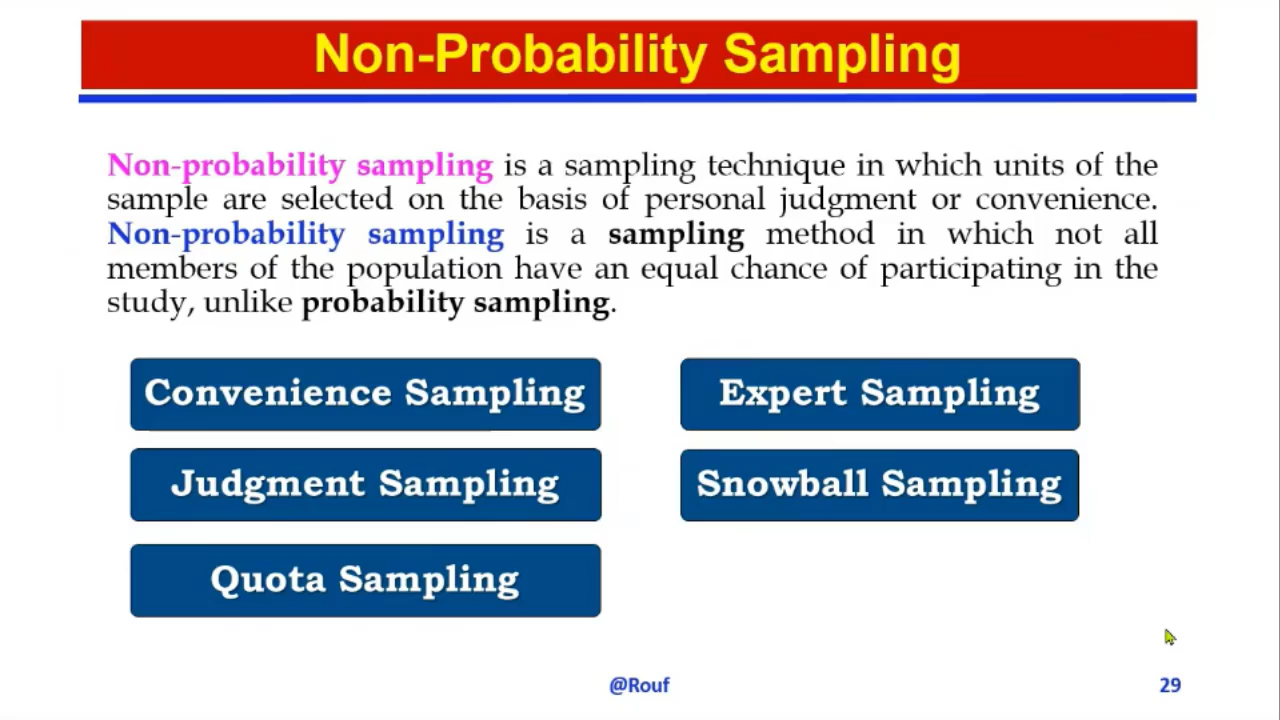 Non-Probability Sampling
Non-probability sampling is a sampling technique in which units of the
sample are selected on the basis of personal judgment or convenience.
Non-probability sampling is a sampling method in which not all
members of the population have an equal chance of participating in the
study, unlike probability sampling.
Convenience Sampling
Expert Sampling
Judgment Sampling
Snowball Sampling
Quota Sampling
@Rouf
29